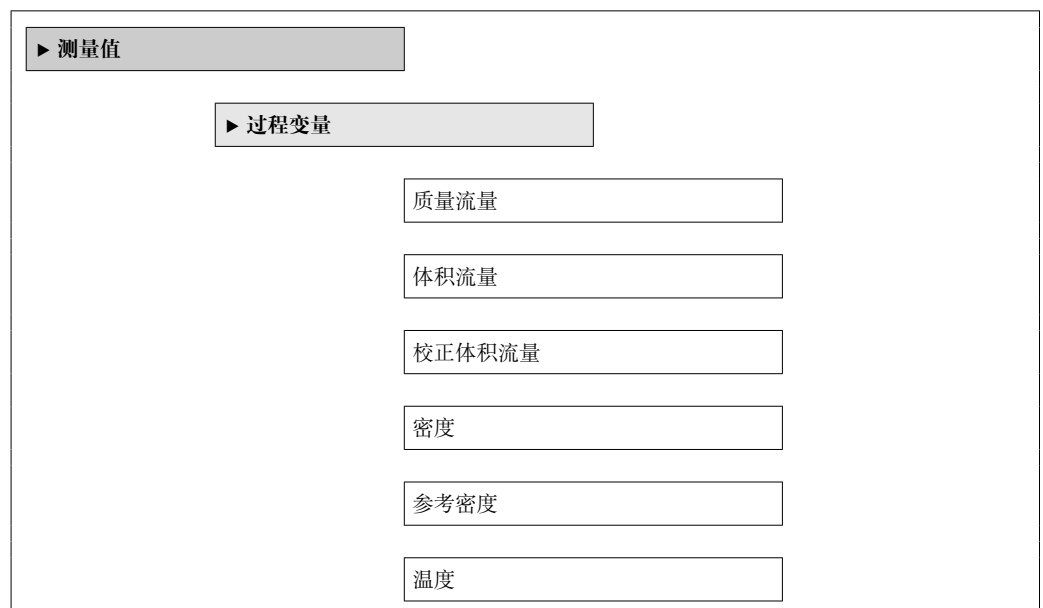 ▶ 测量值
▶ 过程变量
质量流量
体积流量
校正体积流量
密度
参考密度
温度